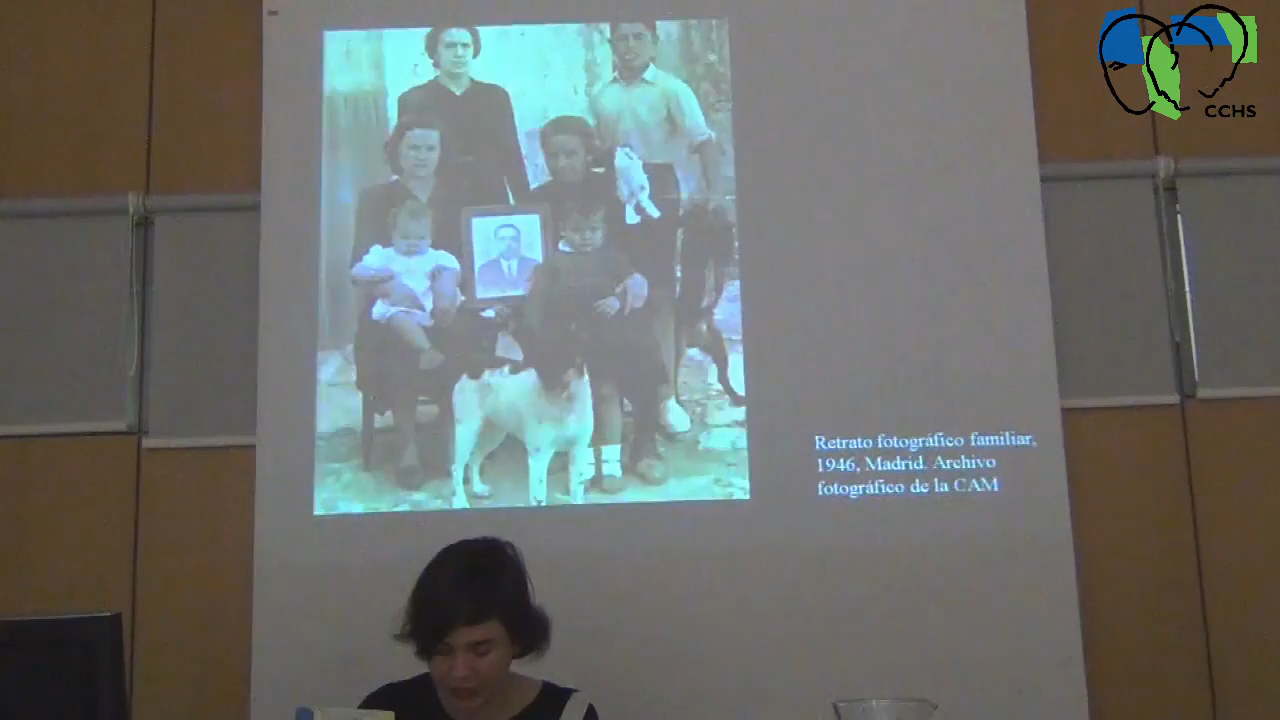 CCHS
Retrato fotográfico familiar,
1946, Madrid. Archivo
fotográfico de la CAM